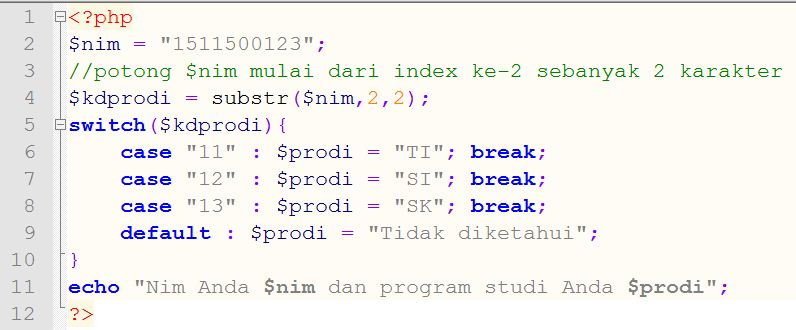 1 <?php
2 $nim = "1511500123";
3 //potong $nim mulai dari index ke-2 sebanyak 2 karakter
4 $kdprodi = substr($nim,2,2);
5 switch($kdprodi){
6     case "11" : $prodi = "TI"; break;
7     case "12" : $prodi = "SI"; break;
8     case "13" : $prodi = "SK"; break;
9     default : $prodi = "Tidak diketahui";
10 }
11 echo "Nim Anda $nim dan program studi Anda $prodi";
12 ?>